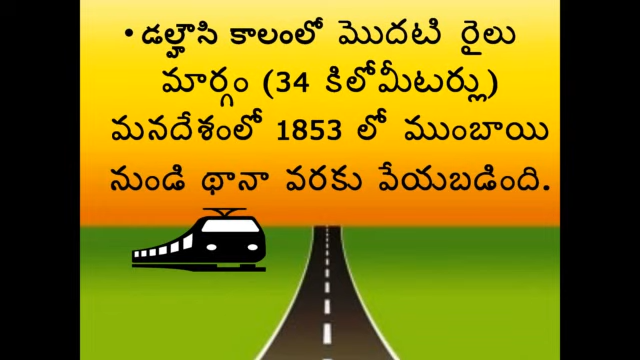 • డల్హౌసి కాలంలో మొదటి రైలు
మార్గం (34 కిలోమీటర్లు)
మనదేశంలో 1853 లో ముంబాయి
నుండి థానా వరకు వేయబడింది.